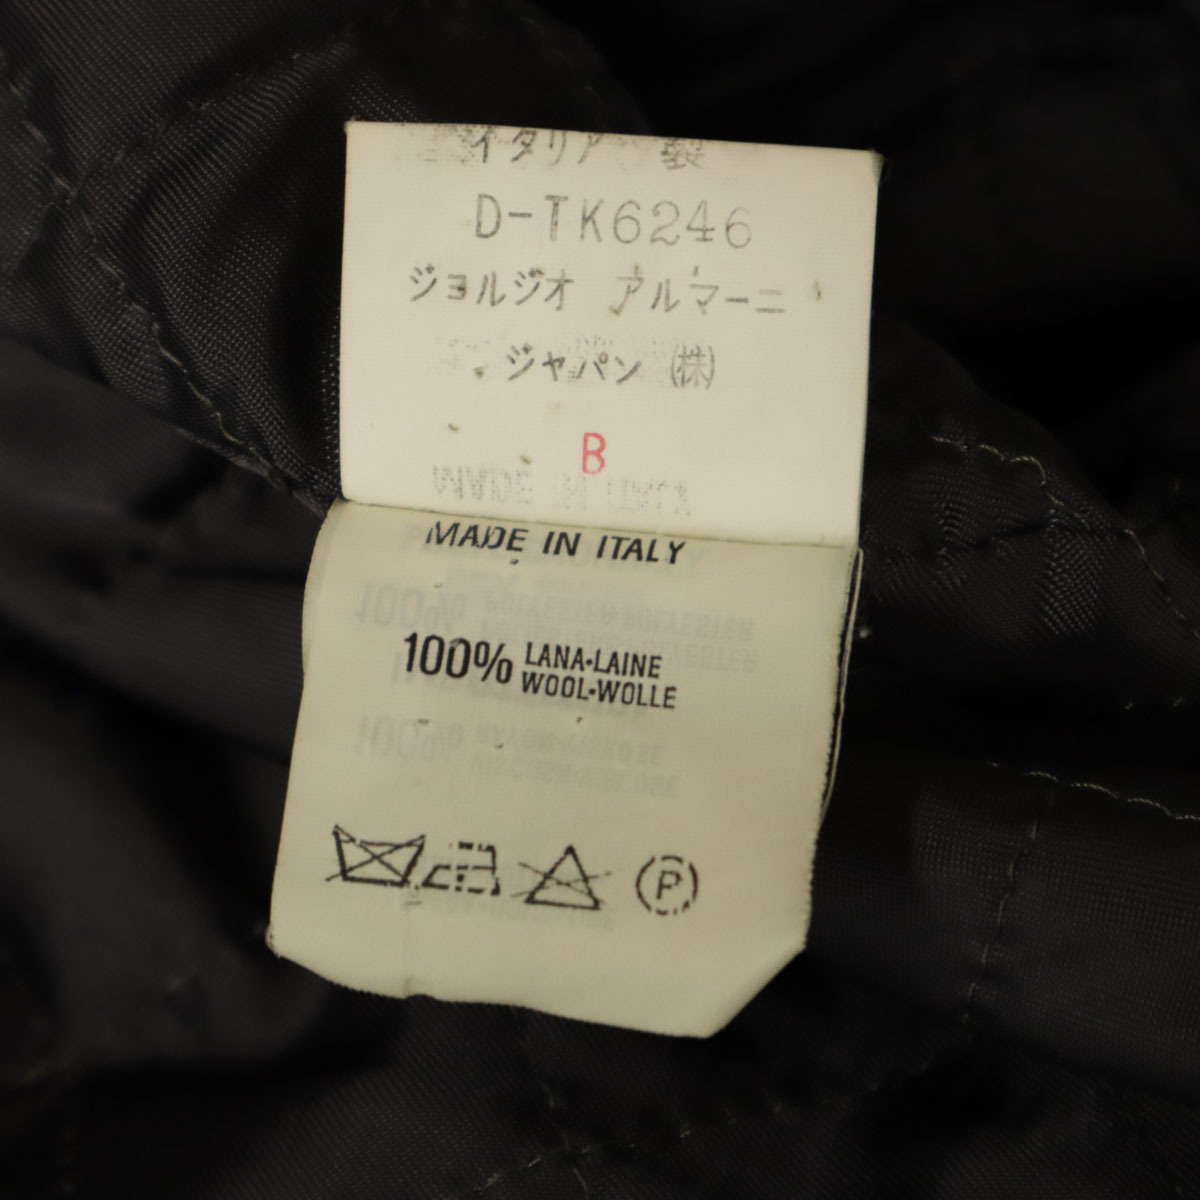 イタリア 製
D-TK6246
ジョルジオ アルマーニ
ジャパン (株)
B
MADE IN ITALY
100% LANA·LAINE
WOOL·WOLLE
P